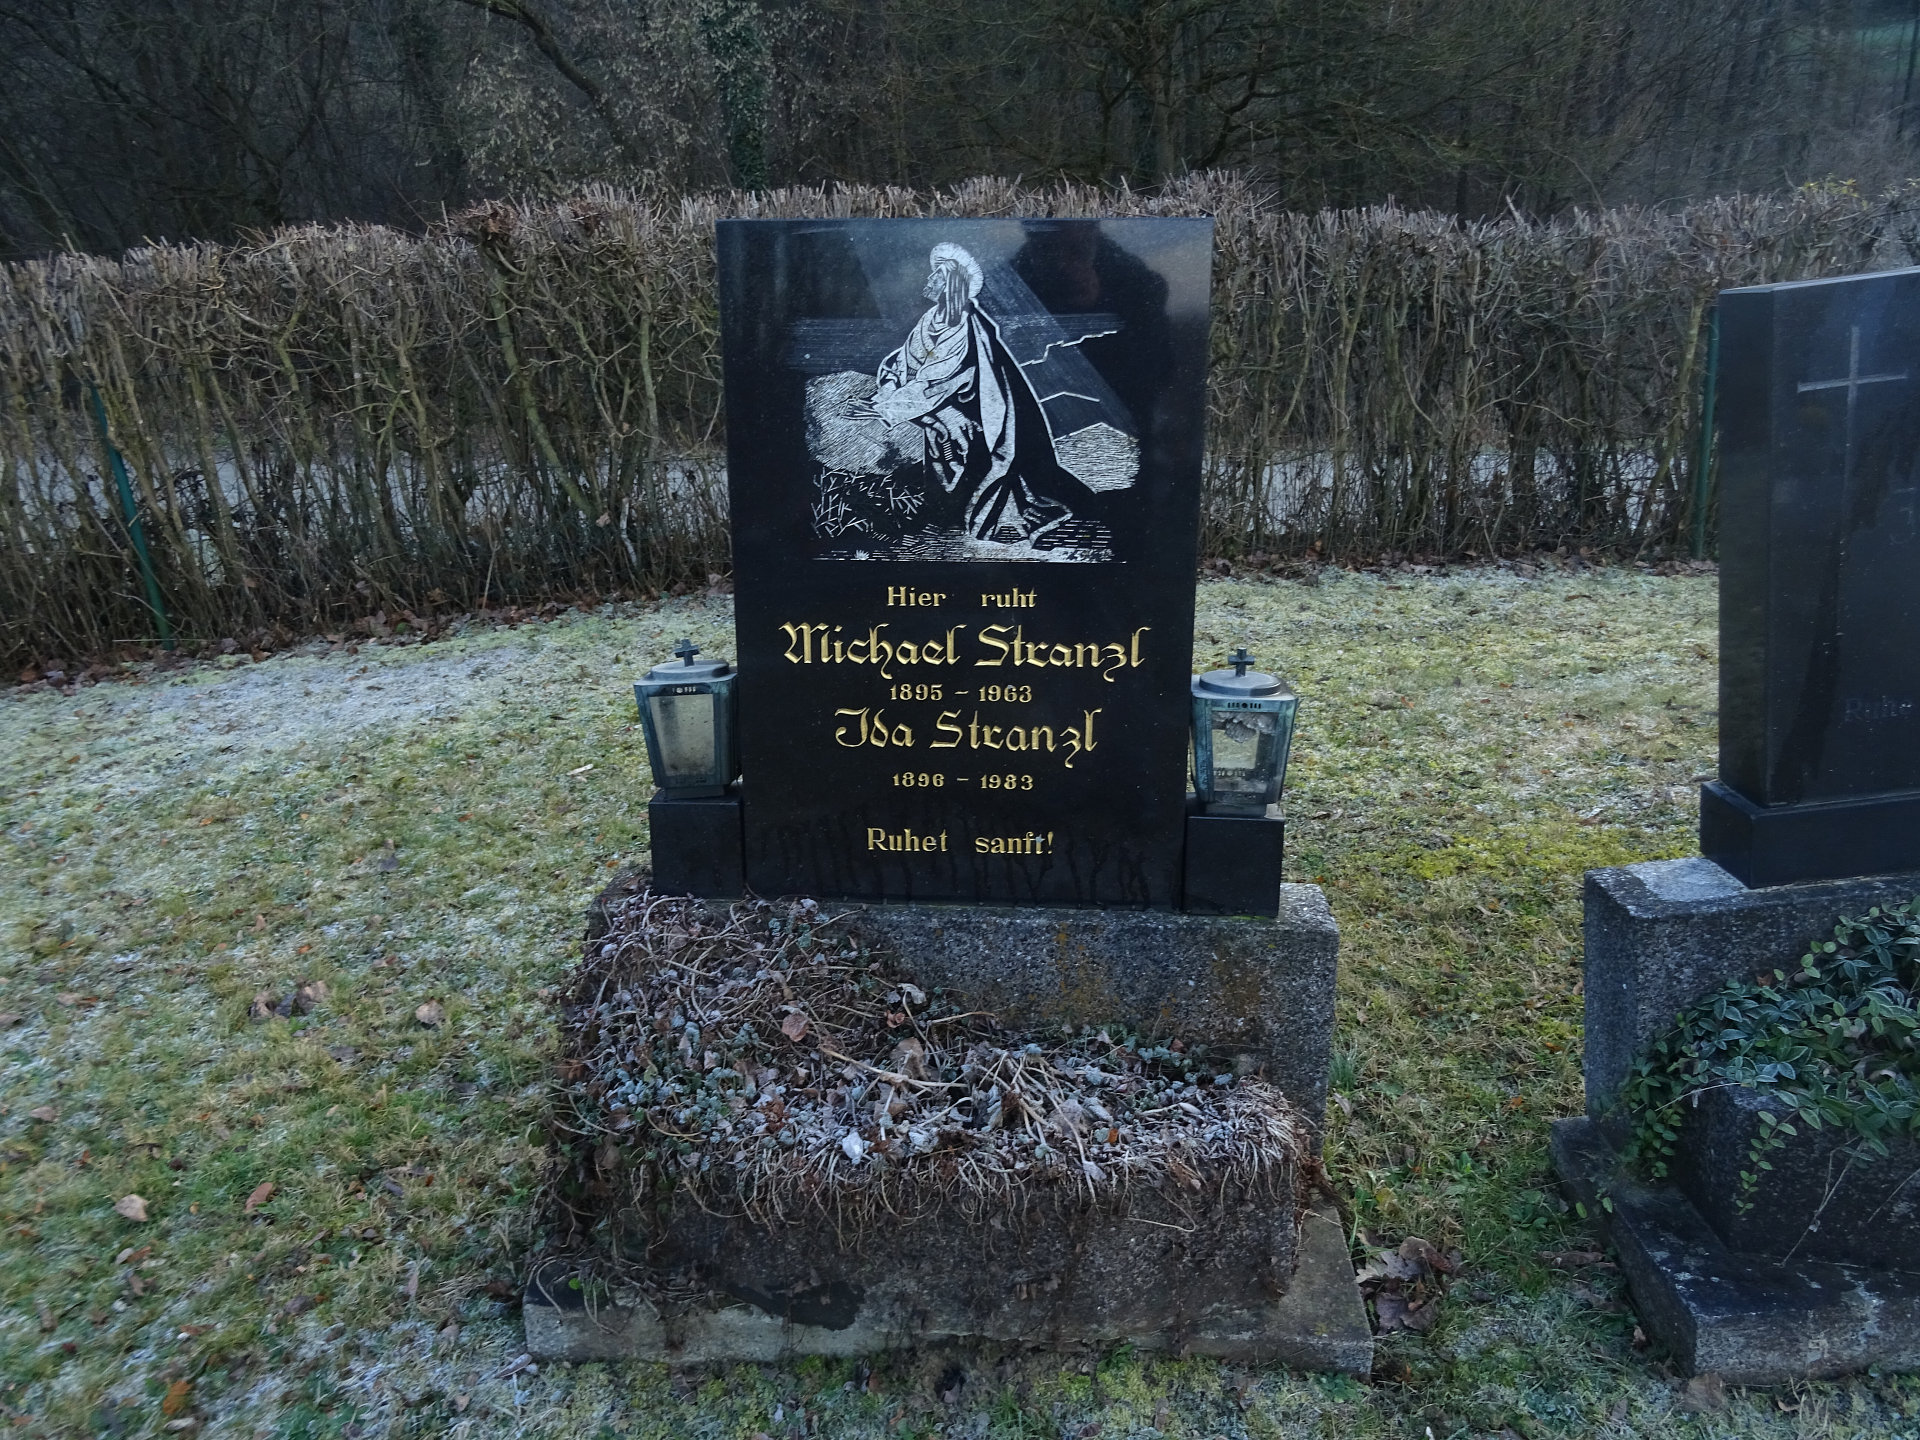 Hier ruht
Michael Stranzl
1895 - 1963
Ida Stranzl
1896 - 1983
Ruhet sanft!